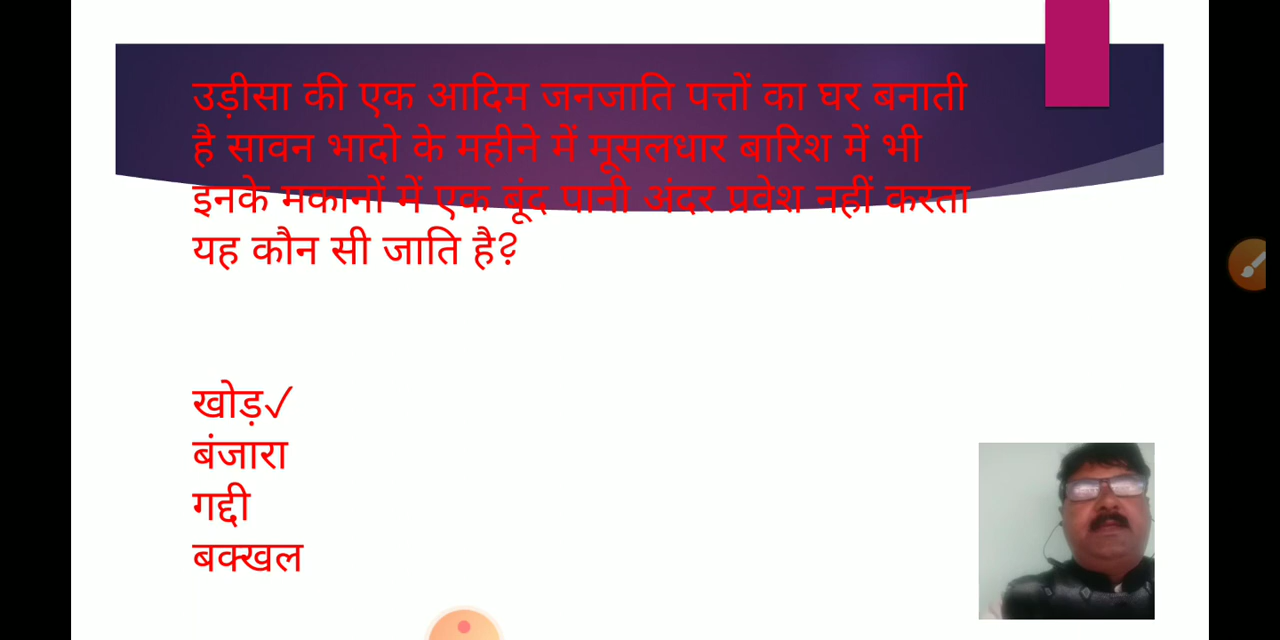 उड़ीसा की एक आदिम जनजाति पत्तों का घर बनाती
है सावन भादो के महीने में मूसलधार बारिश में भी
इनके मकानों में एक बूंद पानी अंदर प्रवेश नहीं करता
यह कौन सी जाति है?
खोड़✓
बंजारा
गद्दी
बक्खल